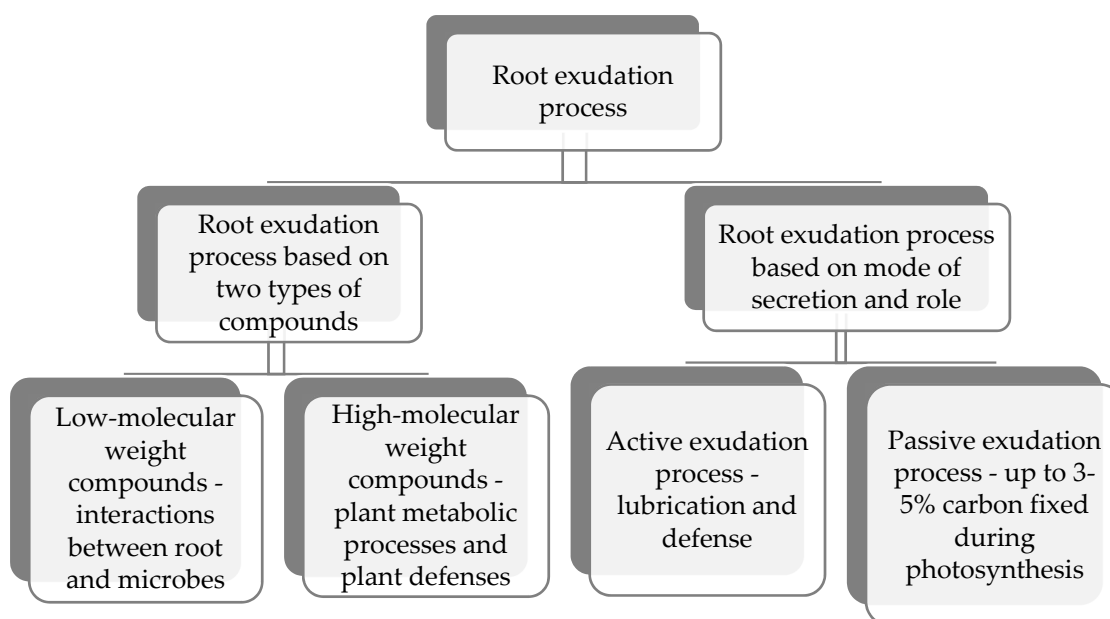 Root exudation
process
Root exudation
process based on
two types of
compounds
Root exudation process
based on mode of
secretion and role
Low-molecular
weight
compounds -
interactions
between root
and microbes
High-molecular
weight
compounds -
plant metabolic
processes and
plant defenses
Active exudation
process -
lubrication and
defense
Passive exudation
process - up to 3-
5% carbon fixed
during
photosynthesis